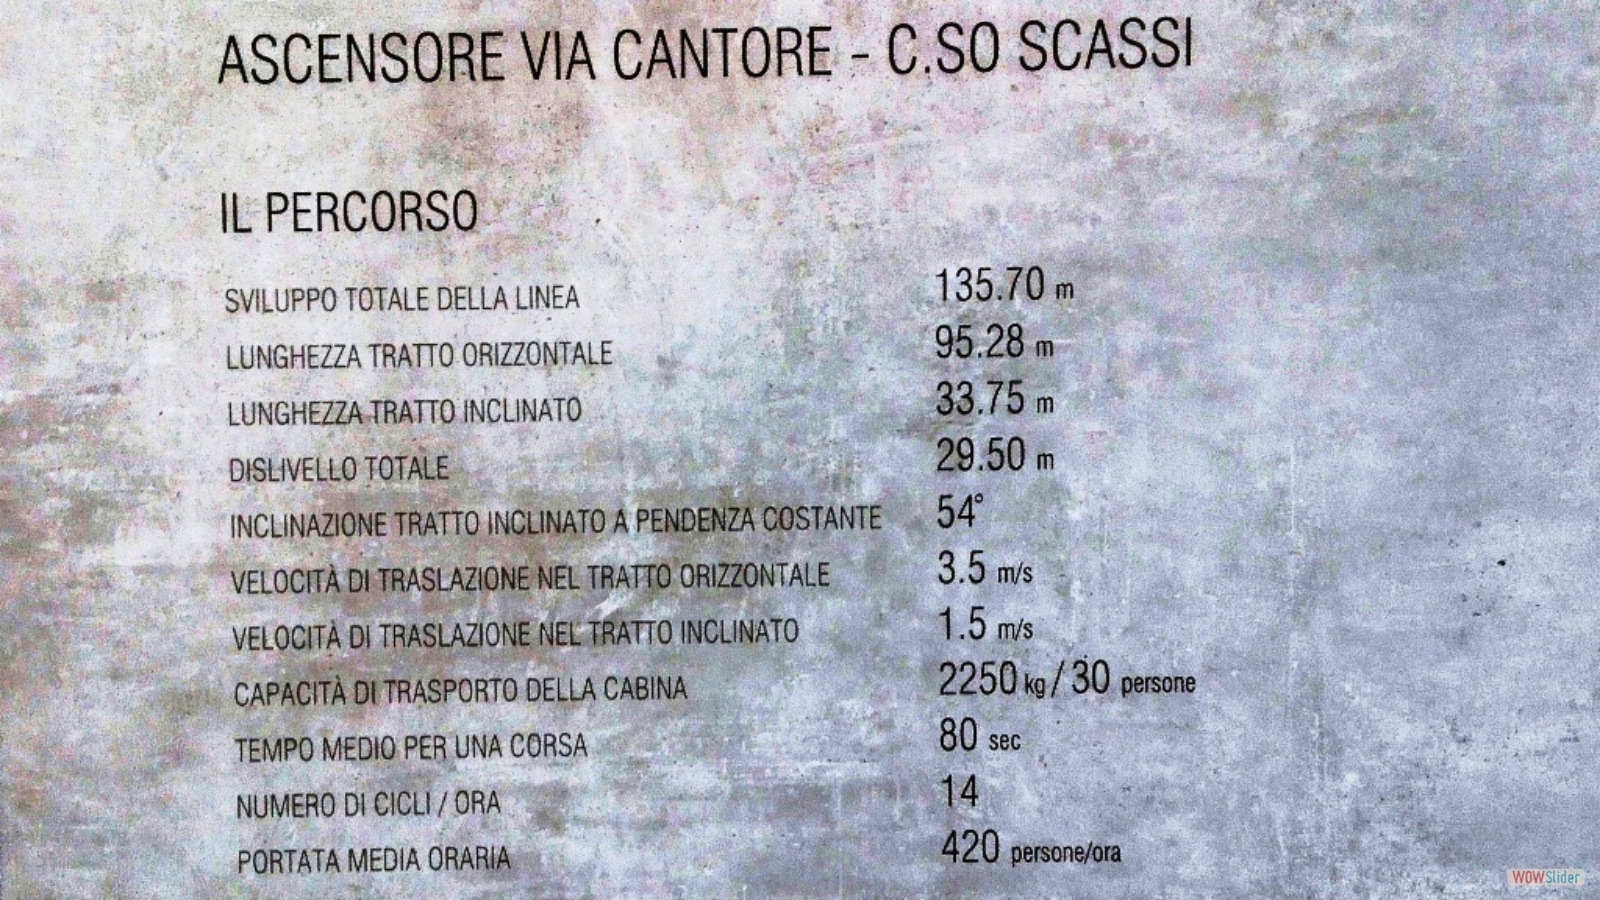 ASCENSORE VIA CANTORE - C.SO SCASSI
IL PERCORSO
SVILUPPO TOTALE DELLA LINEA 135.70 m
LUNGHEZZA TRATTO ORIZZONTALE 95.28 m
LUNGHEZZA TRATTO INCLINATO 33.75 m
DISLIVELLO TOTALE 29.50 m
INCLINAZIONE TRATTO INCLINATO A PENDENZA COSTANTE 54°
VELOCITÀ DI TRASLAZIONE NEL TRATTO ORIZZONTALE 3.5 m/s
VELOCITÀ DI TRASLAZIONE NEL TRATTO INCLINATO 1.5 m/s
CAPACITÀ DI TRASPORTO DELLA CABINA 2250 kg / 30 persone
TEMPO MEDIO PER UNA CORSA 80 sec
NUMERO DI CICLI / ORA 14
PORTATA MEDIA ORARIA 420 persone/ora
WOWSlider